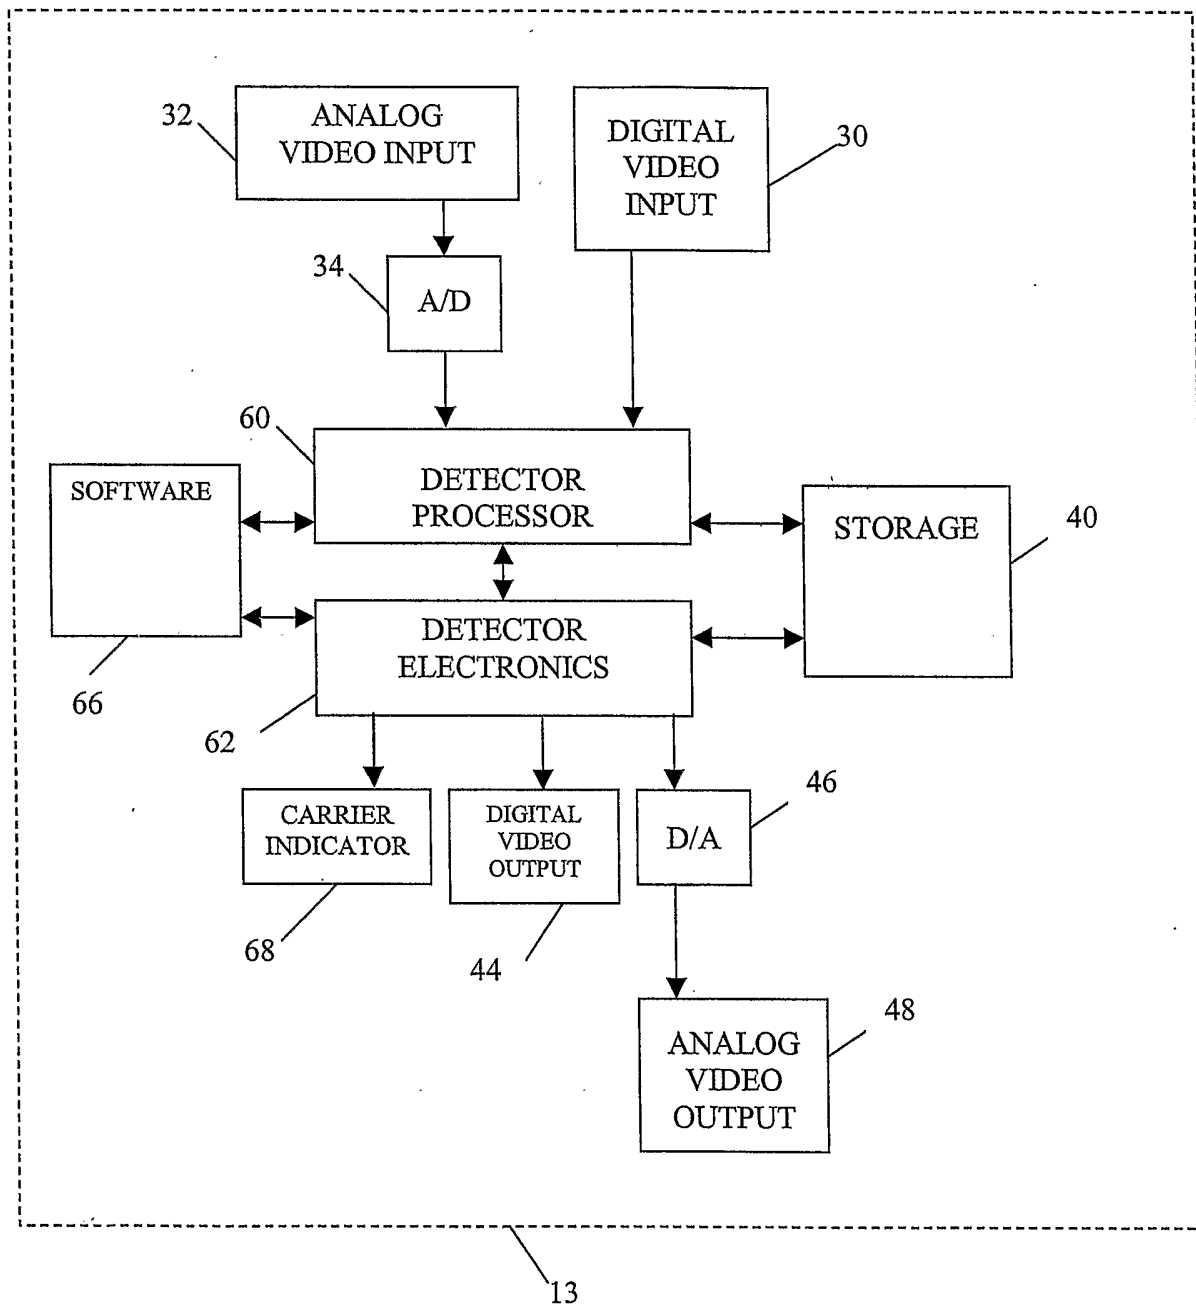 32
ANALOG
VIDEO INPUT
DIGITAL
VIDEO
INPUT
30
34
A/D
60
DETECTOR
PROCESSOR
SOFTWARE
66
STORAGE
40
DETECTOR
ELECTRONICS
62
CARRIER
INDICATOR
68
DIGITAL
VIDEO
OUTPUT
44
D/A
46
ANALOG
VIDEO
OUTPUT
48
13